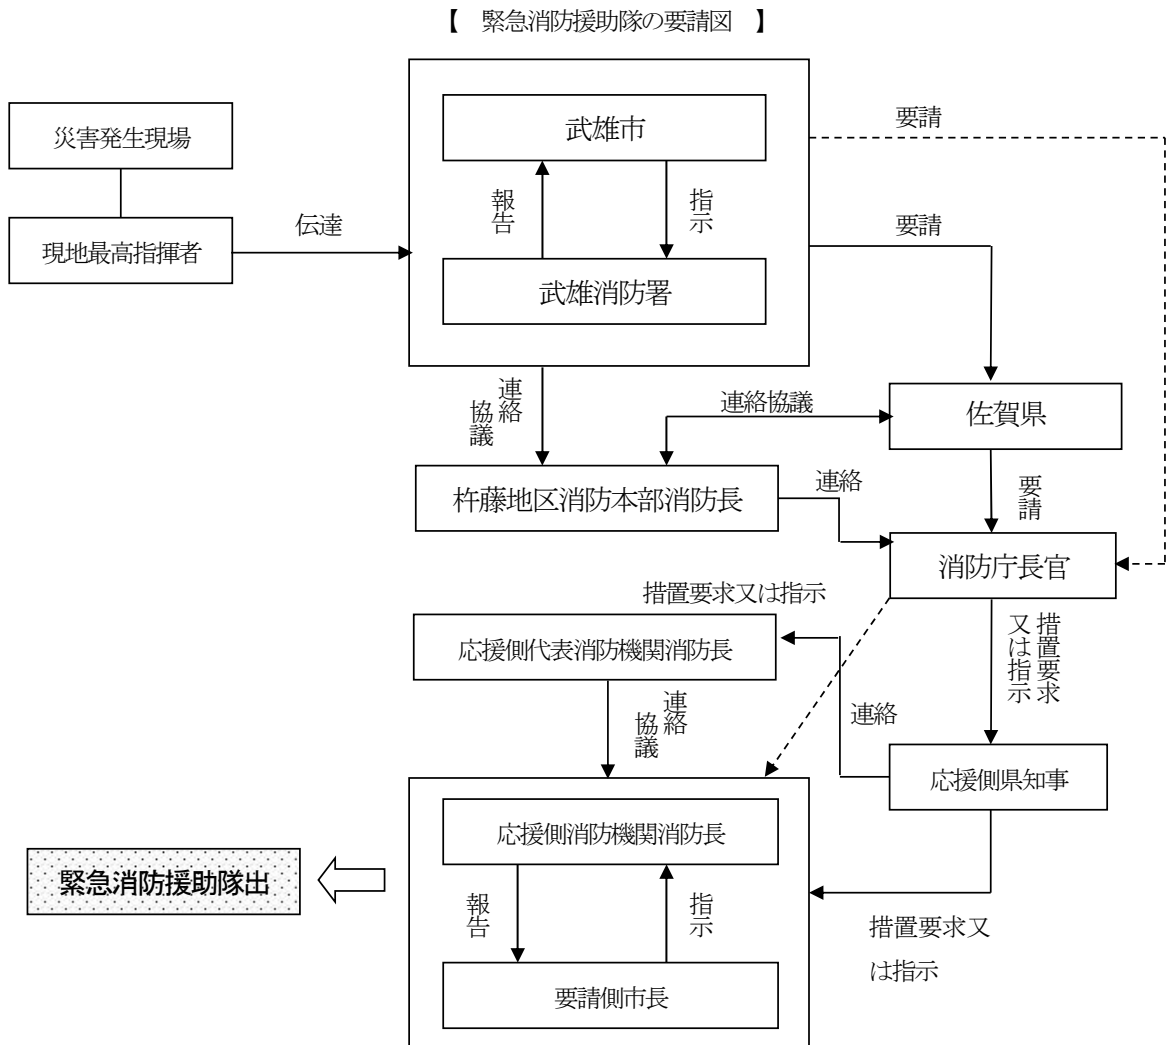 【　緊急消防援助隊の要請図　】
災害発生現場
現地最高指揮者
伝達
武雄市
報告
指示
武雄消防署
要請
要請
連絡
協議
連絡協議
佐賀県
要請
杵藤地区消防本部消防長
連絡
消防庁長官
措置要求又は指示
措置要求
又は指示
応援側代表消防機関消防長
連絡
協議
連絡
応援側県知事
応援側消防機関消防長
報告
指示
要請側市長
緊急消防援助隊出
措置要求又
は指示